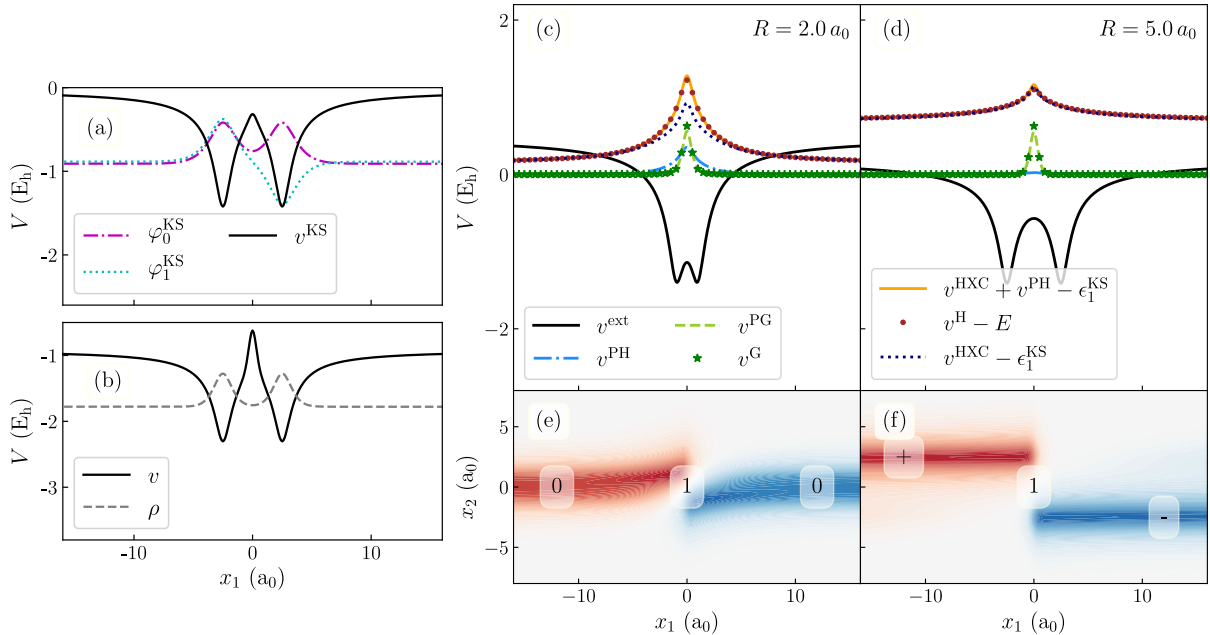 (a)
0
-1
-2
V (E_h)
φ_0^KS
v^KS
φ_1^KS
(b)
-1
-2
-3
V (E_h)
v
ρ
-10 0 10
x_1 (a_0)
(c) R = 2.0 a_0
2
0
-2
V (E_h)
v^ext v^PG
v^PH v^G
(d) R = 5.0 a_0
v^HXC + v^PH − ϵ_1^KS
v^H − E
v^HXC − ϵ_1^KS
(e)
5
0
−5
x_2 (a_0)
0 1 0
−10 0 10
x_1 (a_0)
(f)
+ 1 -
−10 0 10
x_1 (a_0)